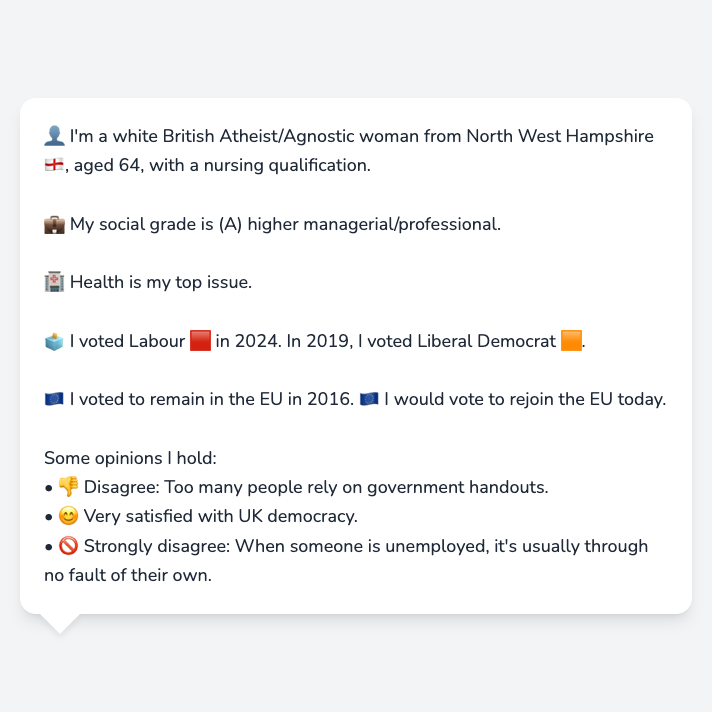 👤 I'm a white British Atheist/Agnostic woman from North West Hampshire
🏴󠁧󠁢󠁥󠁮󠁧󠁿, aged 64, with a nursing qualification.
💼 My social grade is (A) higher managerial/professional.
🏥 Health is my top issue.
🗳️ I voted Labour 🟥 in 2024. In 2019, I voted Liberal Democrat 🟧.
🇪🇺 I voted to remain in the EU in 2016. 🇪🇺 I would vote to rejoin the EU today.
Some opinions I hold:
• 👎 Disagree: Too many people rely on government handouts.
• 😊 Very satisfied with UK democracy.
• 🚫 Strongly disagree: When someone is unemployed, it's usually through
no fault of their own.